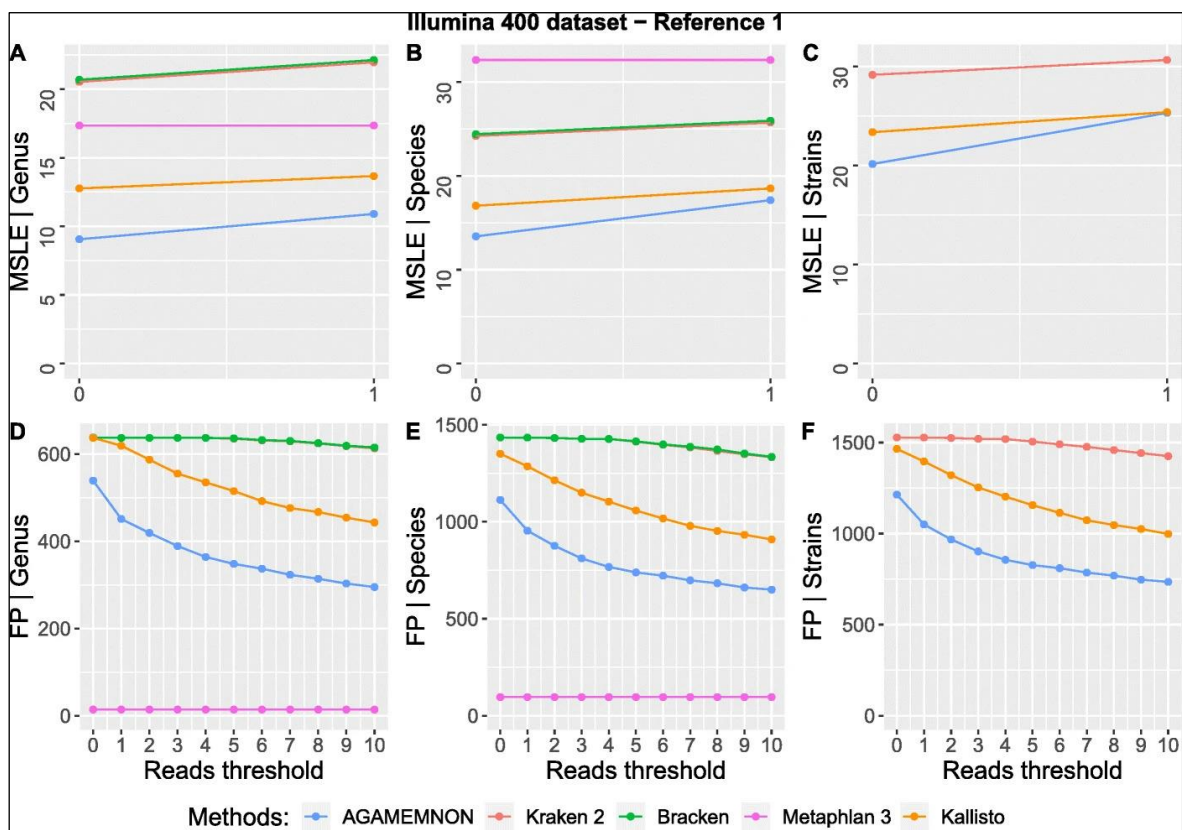 Illumina 400 dataset – Reference 1
A
MSLE | Genus
20
15
10
5
0
0 1
B
MSLE | Species
30
20
10
0
0 1
C
MSLE | Strains
30
20
10
0
0 1
D
FP | Genus
600
400
200
0
0 1 2 3 4 5 6 7 8 9 10
Reads threshold
E
FP | Species
1500
1000
500
0
0 1 2 3 4 5 6 7 8 9 10
Reads threshold
F
FP | Strains
1500
1000
500
0
0 1 2 3 4 5 6 7 8 9 10
Reads threshold
Methods: AGAMEMNON Kraken 2 Bracken Metaphlan 3 Kallisto